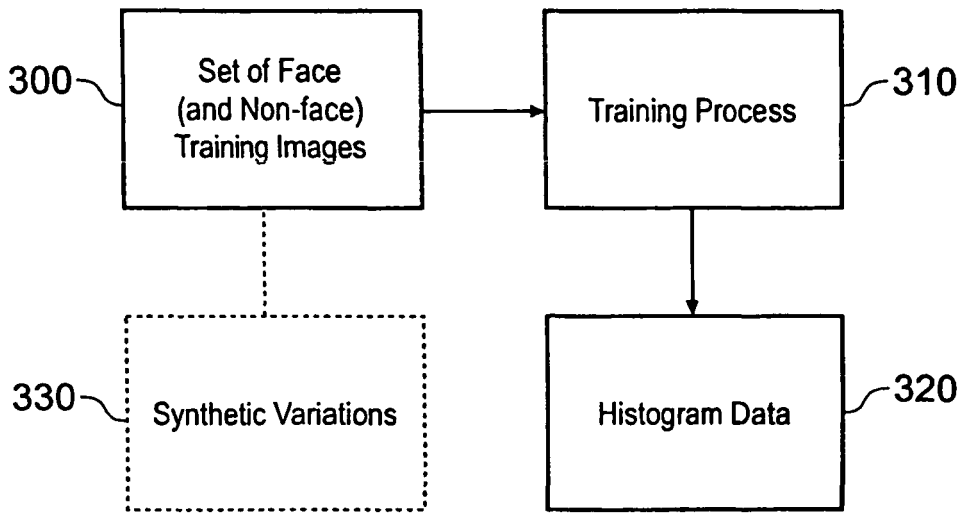 300
Set of Face
(and Non-face)
Training Images
Training Process
310
330
Synthetic Variations
Histogram Data
320